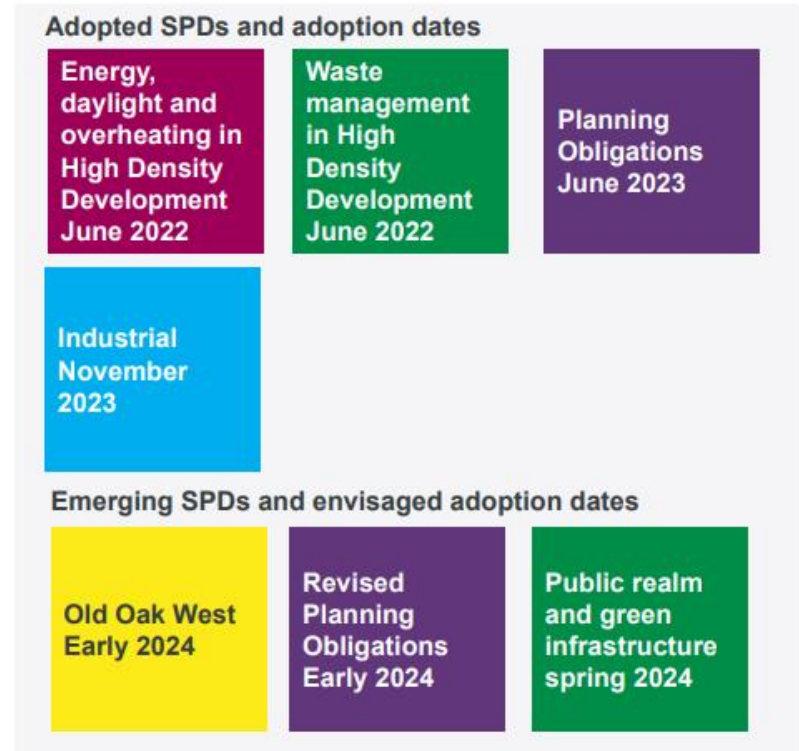 Adopted SPDs and adoption dates
Energy,
daylight and
overheating in
High Density
Development
June 2022
Waste
management
in High
Density
Development
June 2022
Planning
Obligations
June 2023
Industrial
November
2023
Emerging SPDs and envisaged adoption dates
Old Oak West
Early 2024
Revised
Planning
Obligations
Early 2024
Public realm
and green
infrastructure
spring 2024